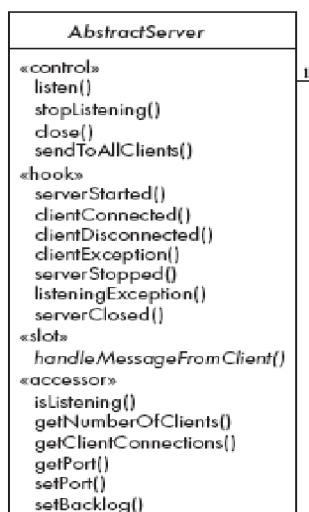 AbstractServer
«control»
listen()
stopListening()
close()
sendToAllClients()
«hook»
serverStarted()
clientConnected()
clientDisconnected()
clientException()
serverStopped()
listeningException()
serverClosed()
«slot»
handleMessageFromClient()
«accessor»
isListening()
getNumberOfClients()
getClientConnections()
getPort()
setPort()
setBacklog()
1